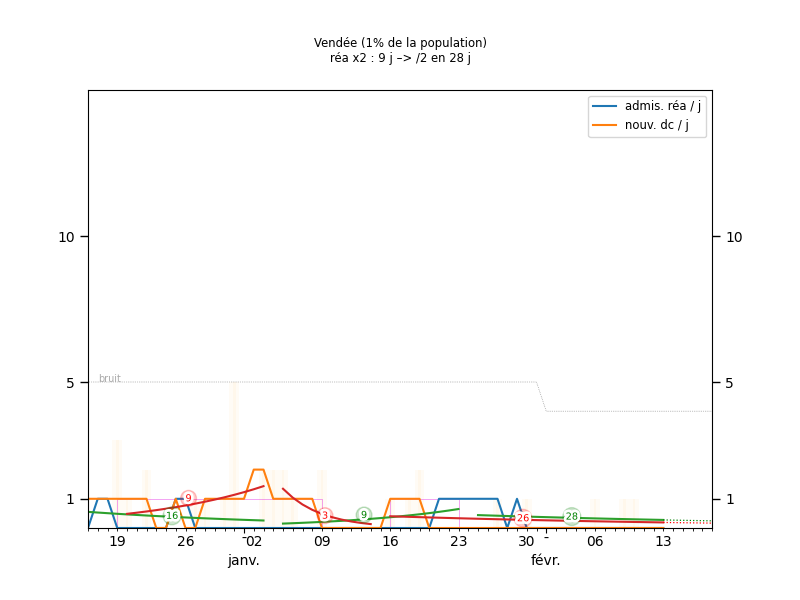 Vendée (1% de la population)
réa x2 : 9 j –> /2 en 28 j
admis. réa / j
nouv. dc / j
10 10
bruit
5 5
1 1
9
16 3 9 26 28
19 26 02 09 16 23 30 06 13
janv. févr.